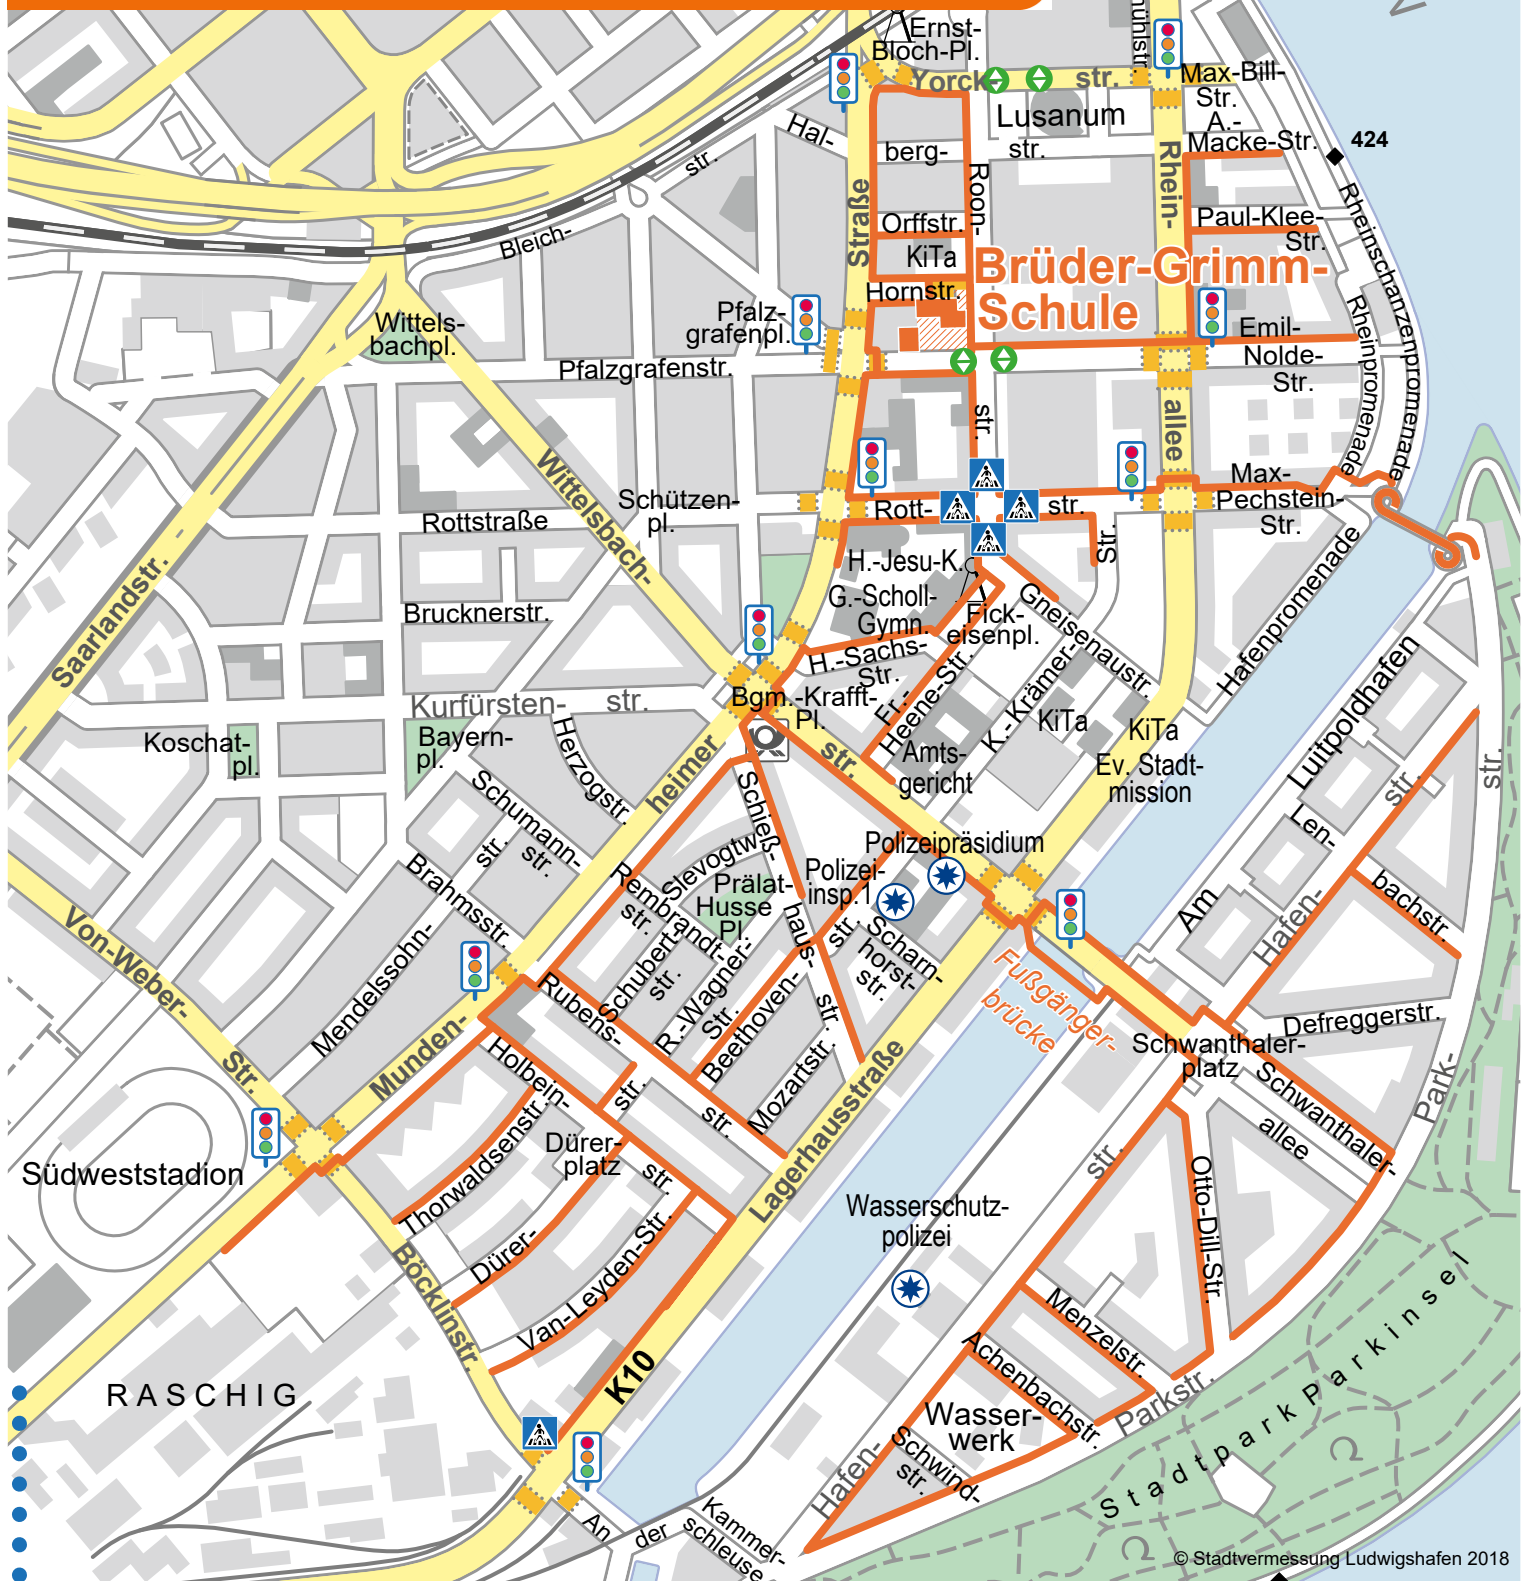 Ernst-
Bloch-Pl.
Yorck-
str.
Max-Bill-
Str.
A.-
Macke-Str.
424
Lusanum
Hal-
berg-
str.
str.
Straße
Roon-
Rhein-
Orffstr.
Paul-Klee-
Str.
Rheinschanzenpromenade
Bleich-
KiTa
Brüder-Grimm-
Schule
Hornstr.
Pfalz-
grafenpl.
Wittels-
bachpl.
Emil-
Nolde-
Str.
Rheinpromenade
Pfalzgrafenstr.
str.
allee
Wittelsbach-
Schützen-
pl.
Rottstraße
Rott-
str.
Max-
Pechstein-
Str.
Str.
Saarlandstr.
H.-Jesu-K.
G.-Scholl-
Gymn.
Fick-
eisenpl.
Gneisenaustr.
Hafenpromenade
Brucknerstr.
H.-Sachs-
Str.
Fr.-
Heene-Str.
K.-Krämer-
Luitpoldhafen
Kurfürsten-
str.
Bgm.-Krafft-
Pl.
KiTa
KiTa
Ev. Stadt-
mission
Koschat-
pl.
Bayern-
pl.
Herzogstr.
heimer
str.
Amts-
gericht
Schumann-
str.
str.
Schieß-
haus-
str.
Slevogtw.
Prälat-
Husse
Pl.
Polizeipräsidium
Polizei-
insp. I
Len-
bachstr.
str.
str.
Brahmsstr.
Rembrandt-
str.
Mendelssohn-
Von-Weber-
Str.
Schubert-
str.
R.-Wagner-
Str.
Beethoven-
str.
Scharn-
horst-
str.
Am
Hafen-
Fußgänger-
brücke
Rubens-
str.
Munden-
Mozartstr.
Lagerhausstraße
Defreggerstr.
Schwanthaler-
platz
Schwanthaler-
allee
Park-
Holbein-
str.
str.
Thorwaldsenstr.
Dürer-
platz
Südweststadion
Wasserschutz-
polizei
Otto-Dill-Str.
Dürer-
Böcklinstr.
Van-Leyden-Str.
Menzelstr.
Achenbachstr.
Parkstr.
Stadtpark Parkinsel
RASCHIG
K10
Wasser-
werk
Schwind-
str.
Hafen-
An
der
Kammer-
schleuse
© Stadtvermessung Ludwigshafen 2018